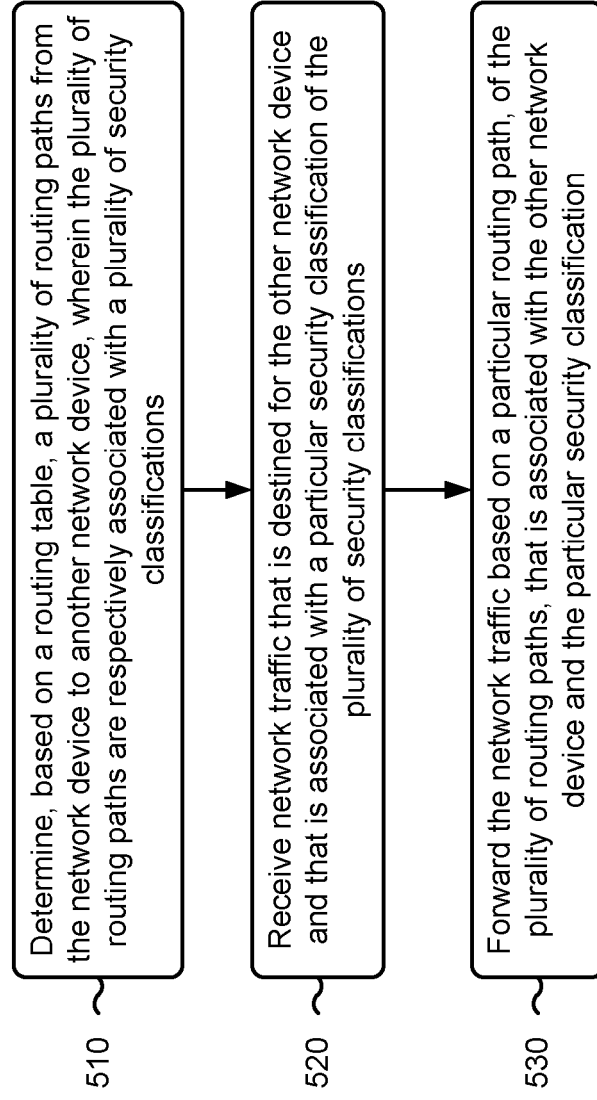 510
Determine, based on a routing table, a plurality of routing paths from
the network device to another network device, wherein the plurality of
routing paths are respectively associated with a plurality of security
classifications
520
Receive network traffic that is destined for the other network device
and that is associated with a particular security classification of the
plurality of security classifications
530
Forward the network traffic based on a particular routing path, of the
plurality of routing paths, that is associated with the other network
device and the particular security classification